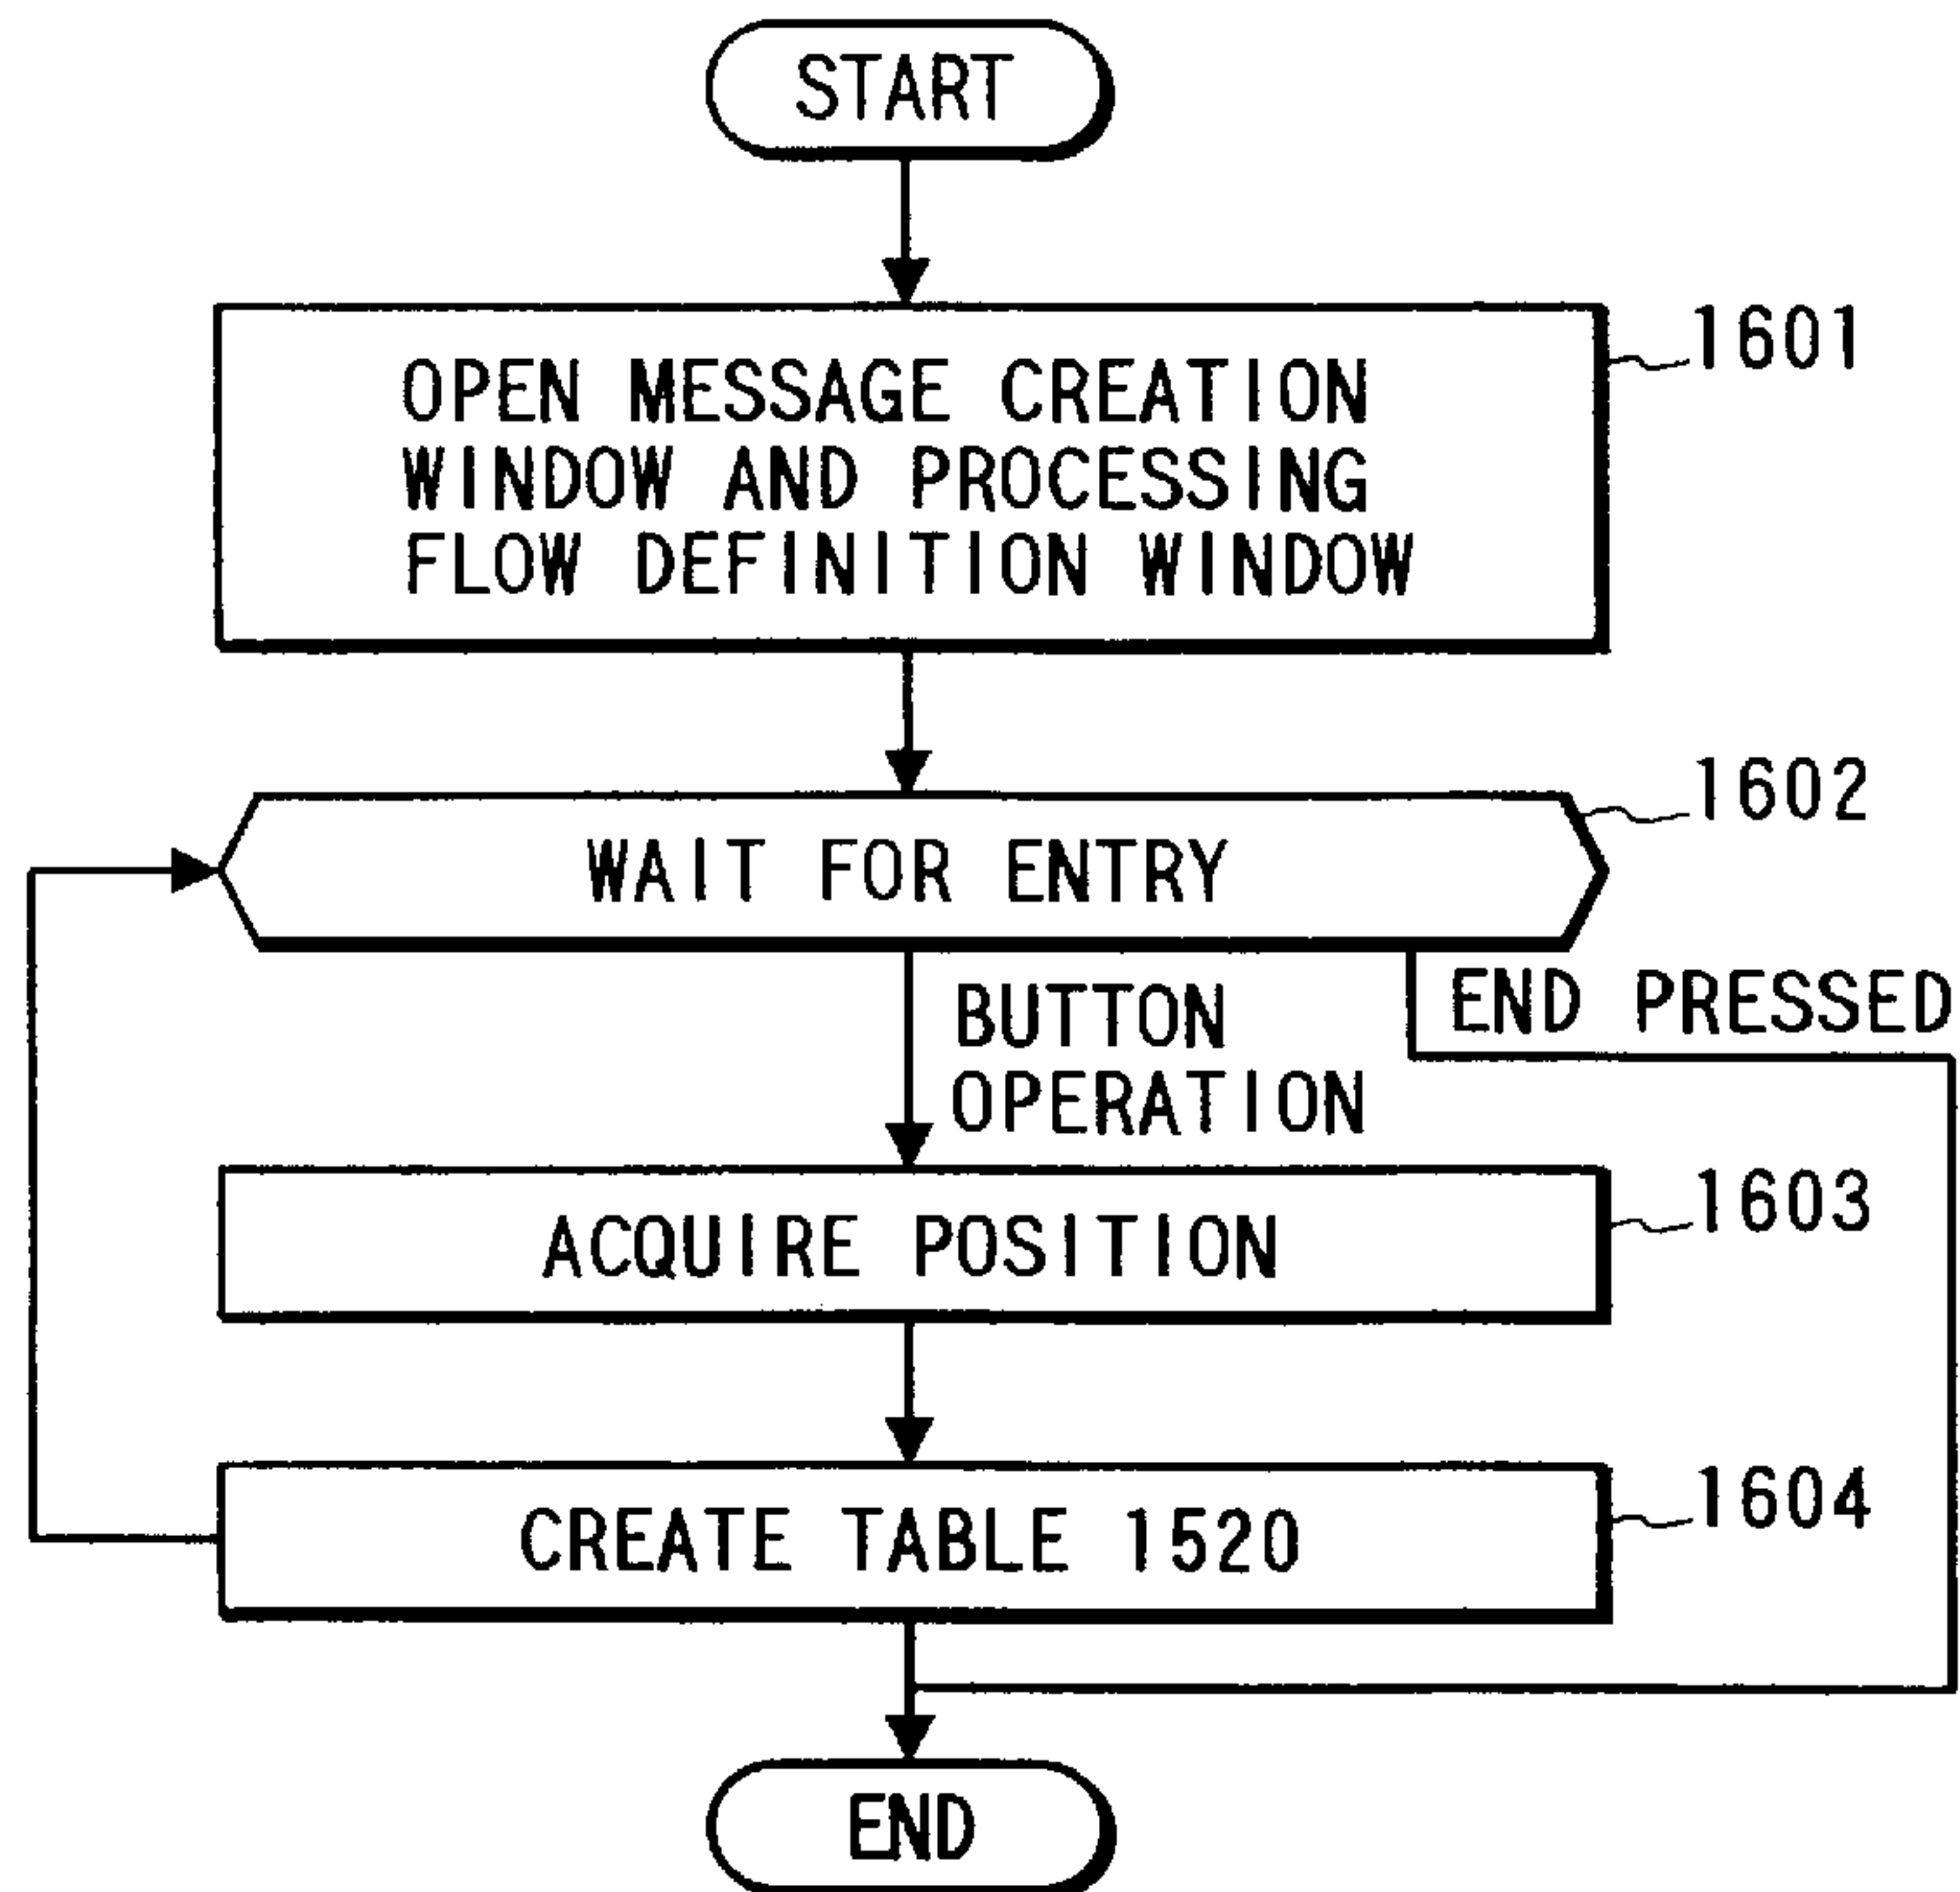 START
1601
OPEN MESSAGE CREATION
WINDOW AND PROCESSING
FLOW DEFINITION WINDOW
1602
WAIT FOR ENTRY
END PRESSED
BUTTON
OPERATION
1603
ACQUIRE POSITION
1604
CREATE TABLE 1520
END